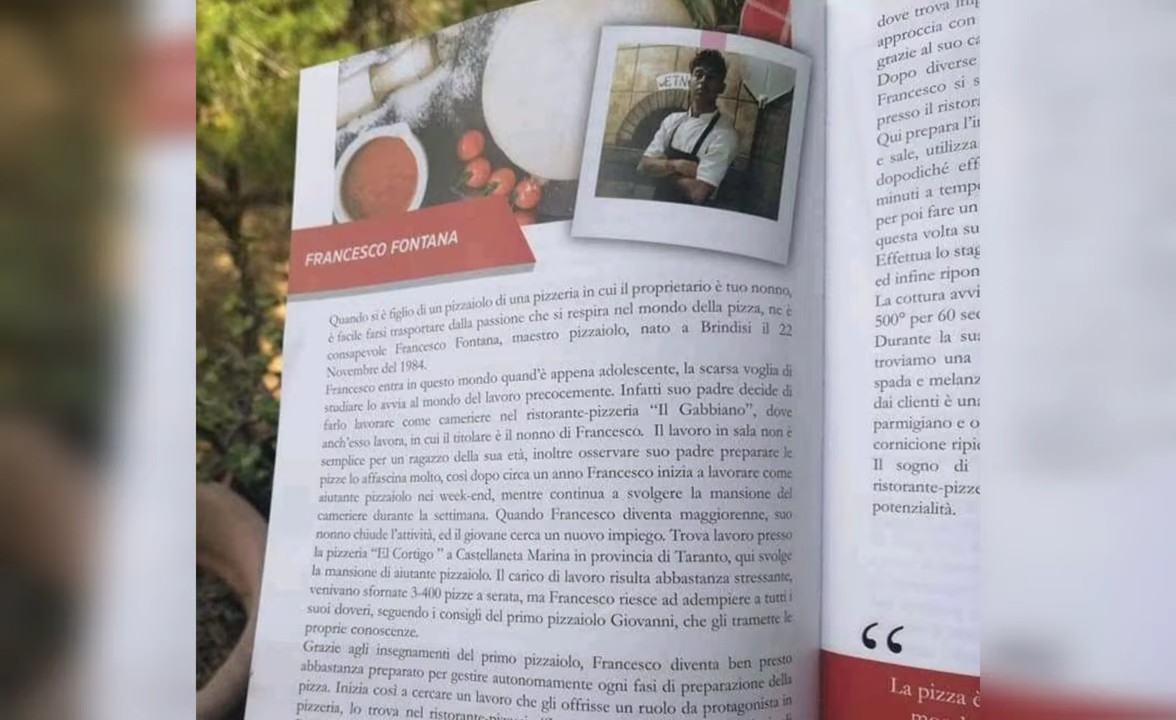 ETN
FRANCESCO FONTANA
Quando si è figlio di un pizzaiolo di una pizzeria in cui il proprietario è tuo nonno,
è facile farsi trasportare dalla passione che si respira nel mondo della pizza, ne è
consapevole Francesco Fontana, maestro pizzaiolo, nato a Brindisi il 22
Novembre del 1984.
Francesco entra in questo mondo quand'è appena adolescente, la scarsa voglia di
studiare lo avvia al mondo del lavoro precocemente. Infatti suo padre decide di
farlo lavorare come cameriere nel ristorante-pizzeria “Il Gabbiano”, dove
anch'esso lavora, in cui il titolare è il nonno di Francesco. Il lavoro in sala non è
semplice per un ragazzo della sua età, inoltre osservare suo padre preparare le
pizze lo affascina molto, così dopo circa un anno Francesco inizia a lavorare come
aiutante pizzaiolo nei week-end, mentre continua a svolgere la mansione del
cameriere durante la settimana. Quando Francesco diventa maggiorenne, suo
nonno chiude l'attività, ed il giovane cerca un nuovo impiego. Trova lavoro presso
la pizzeria “El Cortigo ” a Castellaneta Marina in provincia di Taranto, qui svolge
la mansione di aiutante pizzaiolo. Il carico di lavoro risulta abbastanza stressante,
venivano sfornate 3-400 pizze a serata, ma Francesco riesce ad adempiere a tutti i
suoi doveri, seguendo i consigli del primo pizzaiolo Giovanni, che gli tramette le
proprie conoscenze.
Grazie agli insegnamenti del primo pizzaiolo, Francesco diventa ben presto
abbastanza preparato per gestire autonomamente ogni fasi di preparazione della
pizza. Inizia così a cercare un lavoro che gli offrisse un ruolo da protagonista in
pizzeria, lo trova nel ristorante-pizzeria
dove trova
approccia con
grazie al suo
Dopo diverse
Francesco si s
presso il ristora
Qui prepara l'i
e sale, utilizza
dopodiché eff
minuti a temp
per poi fare un
questa volta su
Effettua lo stag
ed infine ripon
La cottura avvi
500° per 60 sec
Durante la su
troviamo una
spada e melanz
dai clienti è un
parmigiano e o
cornicione ripi
Il sogno di
ristorante-pizze
potenzialità.
“
La pizza è